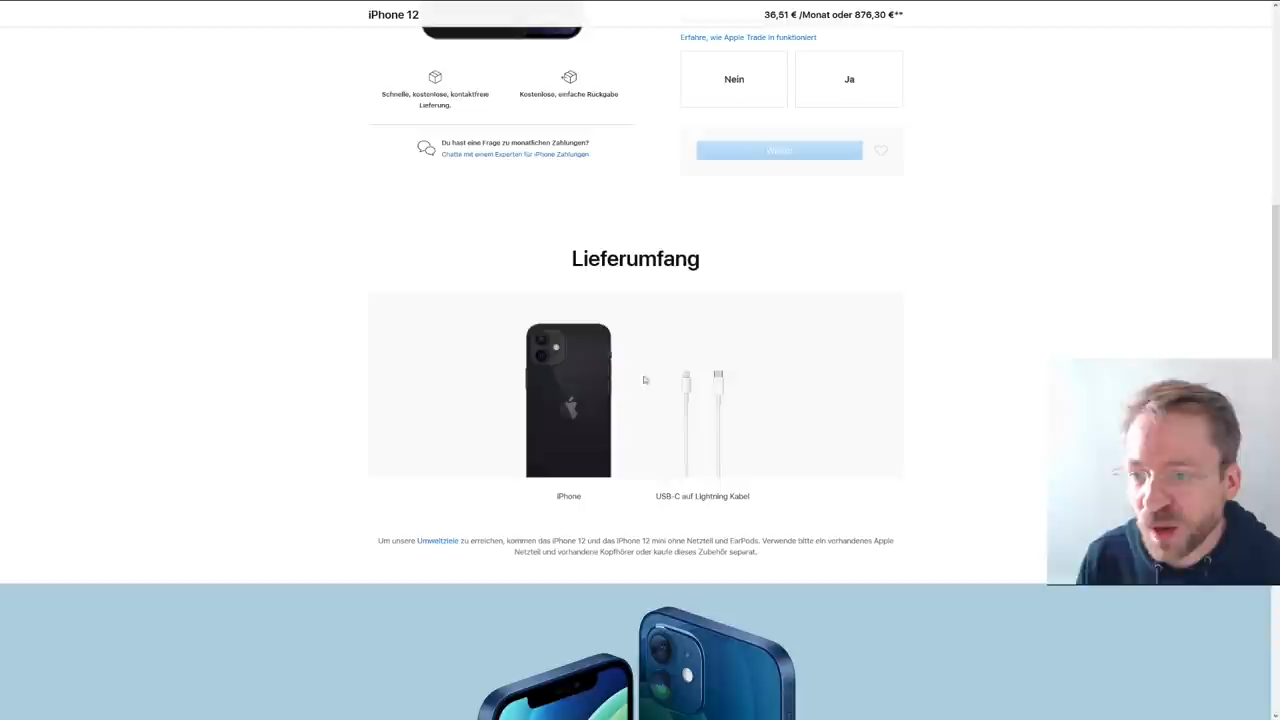 iPhone 12
36,51 € /Monat oder 876,30 €**
Erfahre, wie Apple Trade In funktioniert
Nein
Ja
Schnelle, kostenlose, kontaktfreie
Lieferung.
Kostenlose, einfache Rückgabe
Du hast eine Frage zu monatlichen Zahlungen?
Chatte mit einem Experten für iPhone Zahlungen
Weiter
Lieferumfang
iPhone
USB-C auf Lightning Kabel
Um unsere Umweltziele zu erreichen, kommen das iPhone 12 und das iPhone 12 mini ohne Netzteil und EarPods. Verwende bitte ein vorhandenes Apple
Netzteil und vorhandene Kopfhörer oder kaufe dieses Zubehör separat.